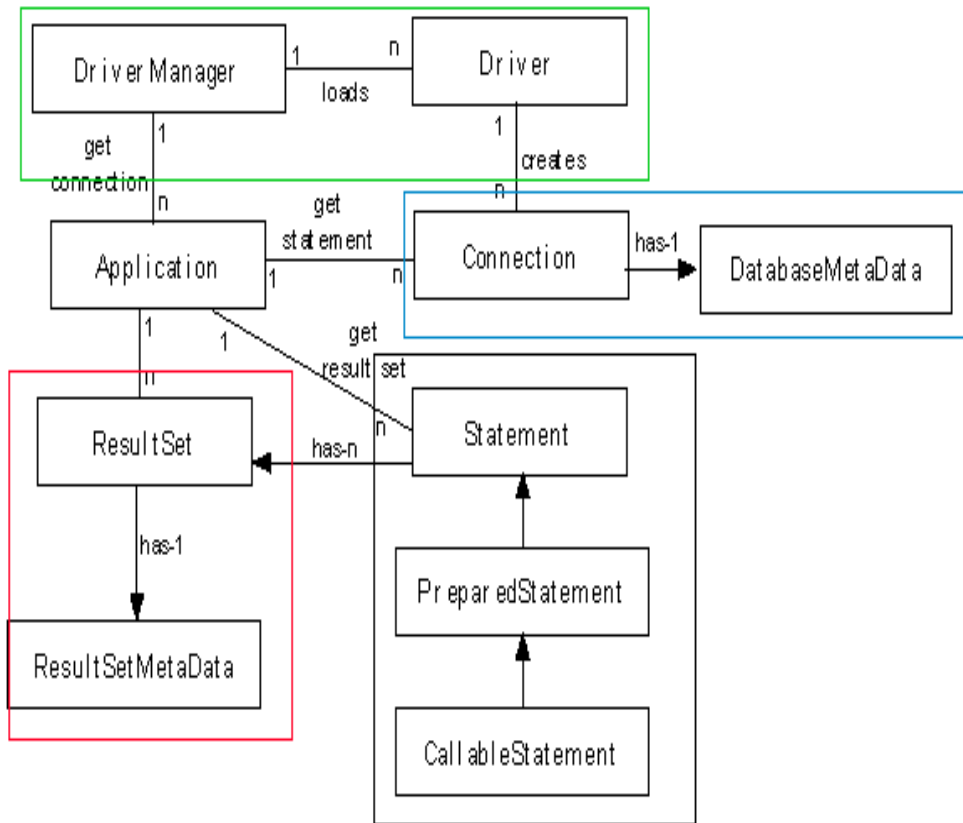 DriverManager
1
n
loads
Driver
1
get
connection
n
1
creates
n
Application
get
statement
1
n
Connection
has-1
DatabaseMetaData
1
n
1
get
result set
n
ResultSet
has-n
Statement
has-1
PreparedStatement
ResultSetMetaData
CallableStatement